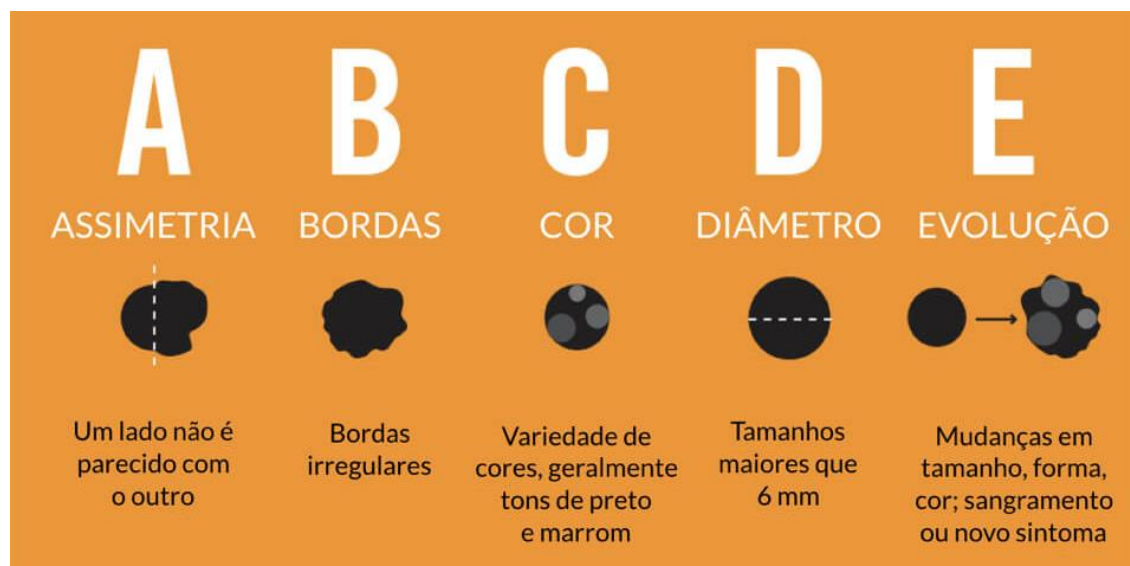 A
B
C
D
E
ASSIMETRIA
BORDAS
COR
DIÂMETRO
EVOLUÇÃO
Um lado não é
parecido com
o outro
Bordas
irregulares
Variedade de
cores, geralmente
tons de preto
e marrom
Tamanhos
maiores que
6 mm
Mudanças em
tamanho, forma,
cor; sangramento
ou novo sintoma